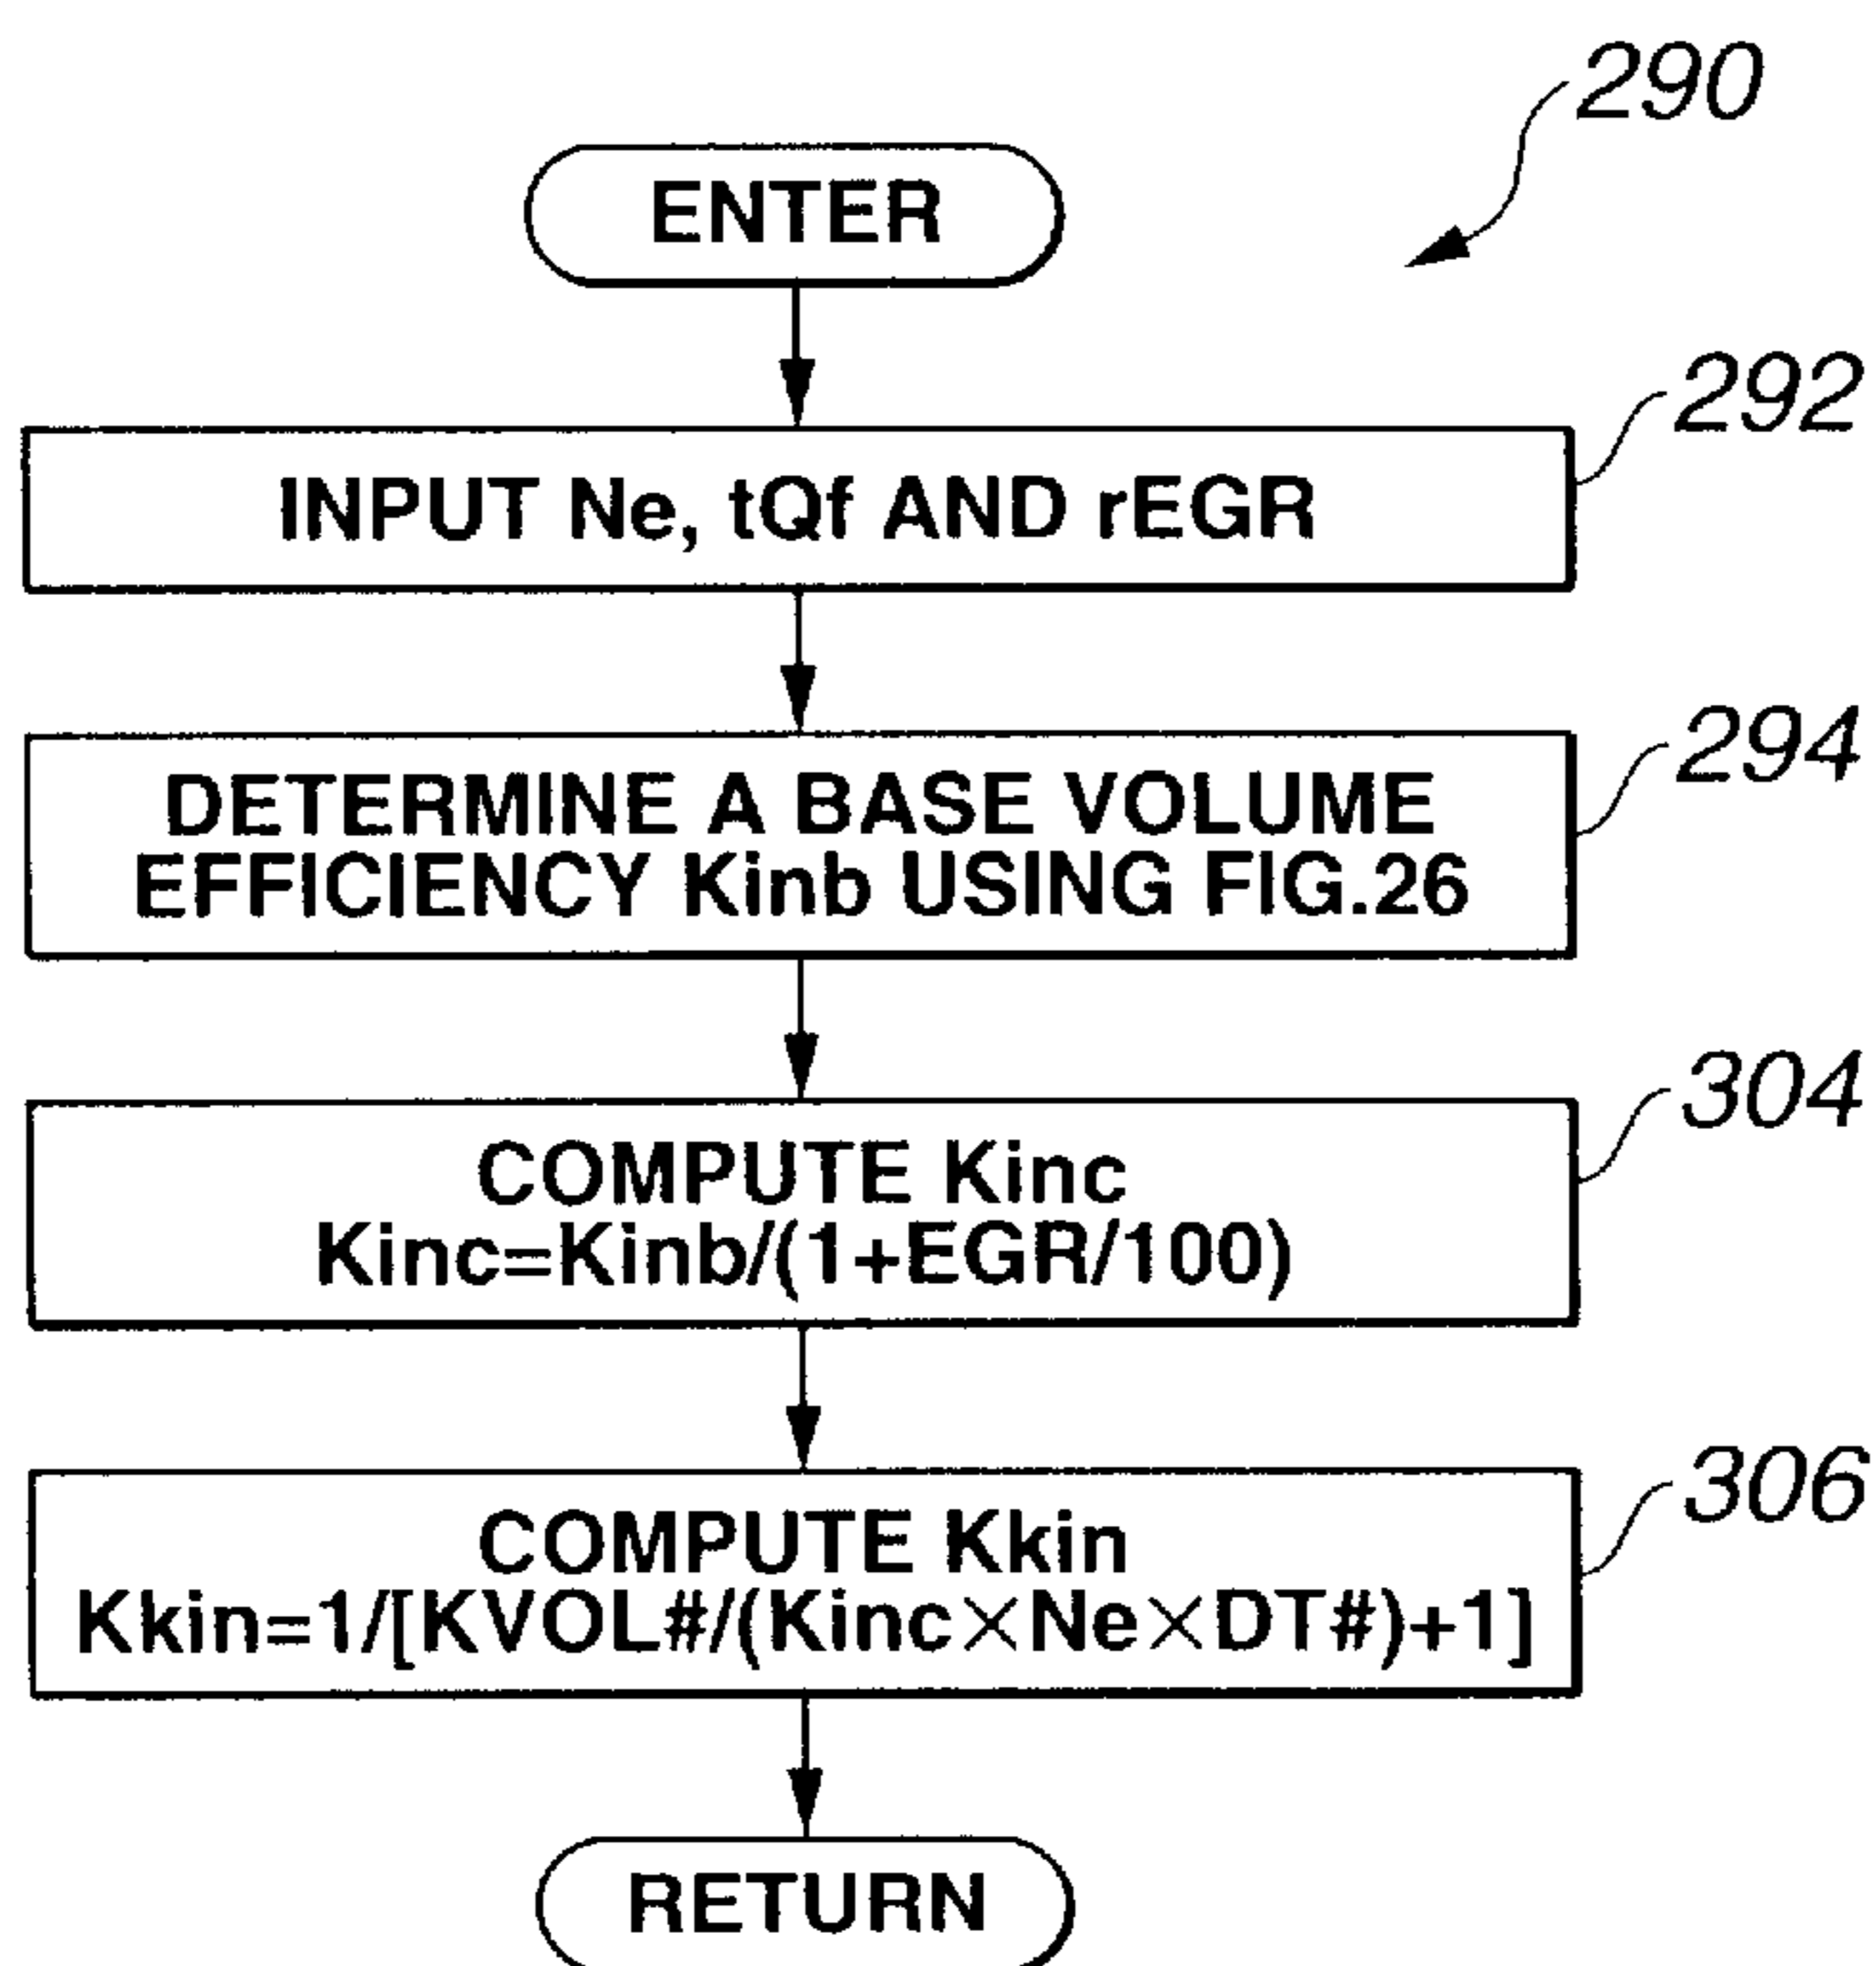 290
ENTER
292
INPUT Ne, tQf AND rEGR
294
DETERMINE A BASE VOLUME
EFFICIENCY Kinb USING FIG.26
304
COMPUTE Kinc
Kinc=Kinb/(1+EGR/100)
306
COMPUTE Kkin
Kkin=1/[KVOL#/(Kinc×Ne×DT#)+1]
RETURN